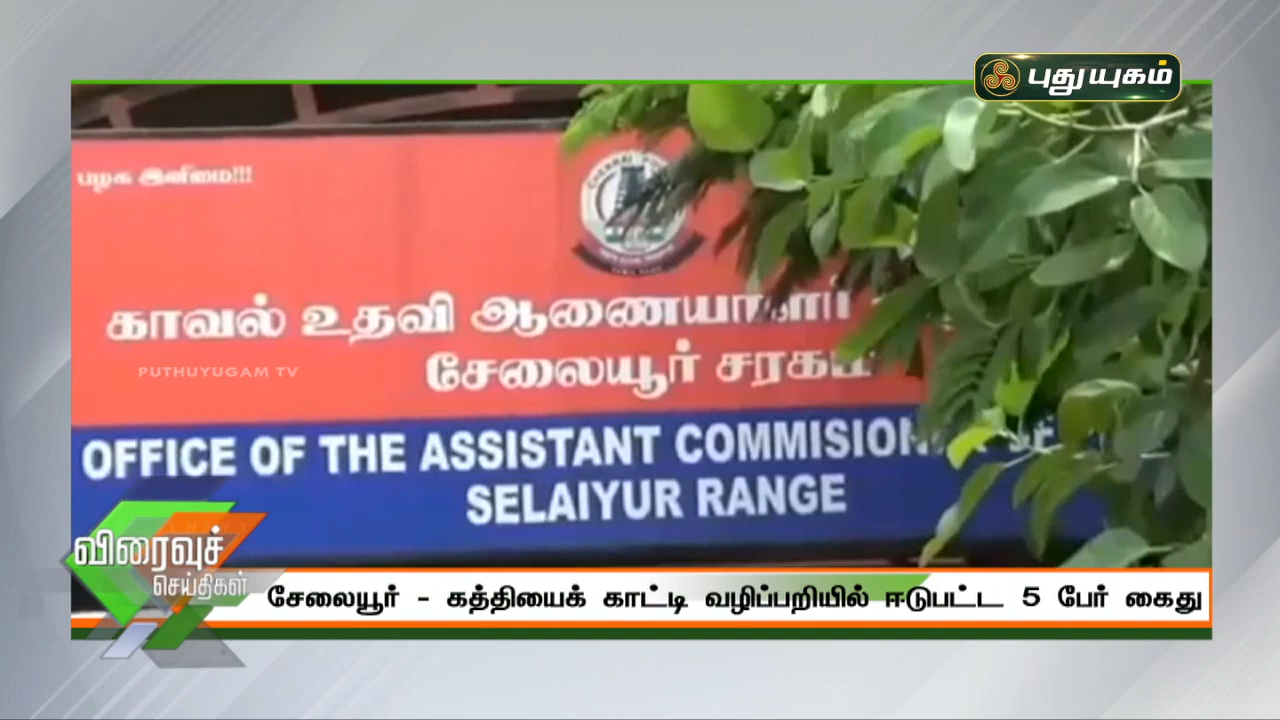 புதுயுகம்
பழக இனிமை!!!
காவல் உதவி ஆணையாளர்
சேலையூர் சரகம்
PUTHUYUGAM TV
OFFICE OF THE ASSISTANT
SELAIYUR RANGE
விரைவுச்
செய்திகள்
சேலையூர் - கத்தியைக் காட்டி வழிப்பறியில் ஈடுபட்ட 5 பேர் கைது